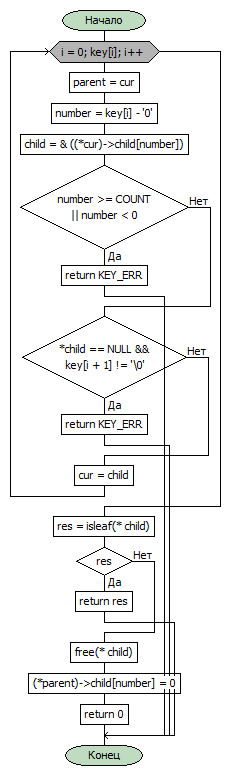 Начало
i = 0; key[i]; i++
parent = cur
number = key[i] - '0'
child = & ((*cur)->child[number])
number >= COUNT
|| number < 0
Нет
Да
return KEY_ERR
*child == NULL &&
key[i + 1] != '\0'
Нет
Да
return KEY_ERR
cur = child
res = isleaf(* child)
res
Нет
Да
return res
free(* child)
(*parent)->child[number] = 0
return 0
Конец